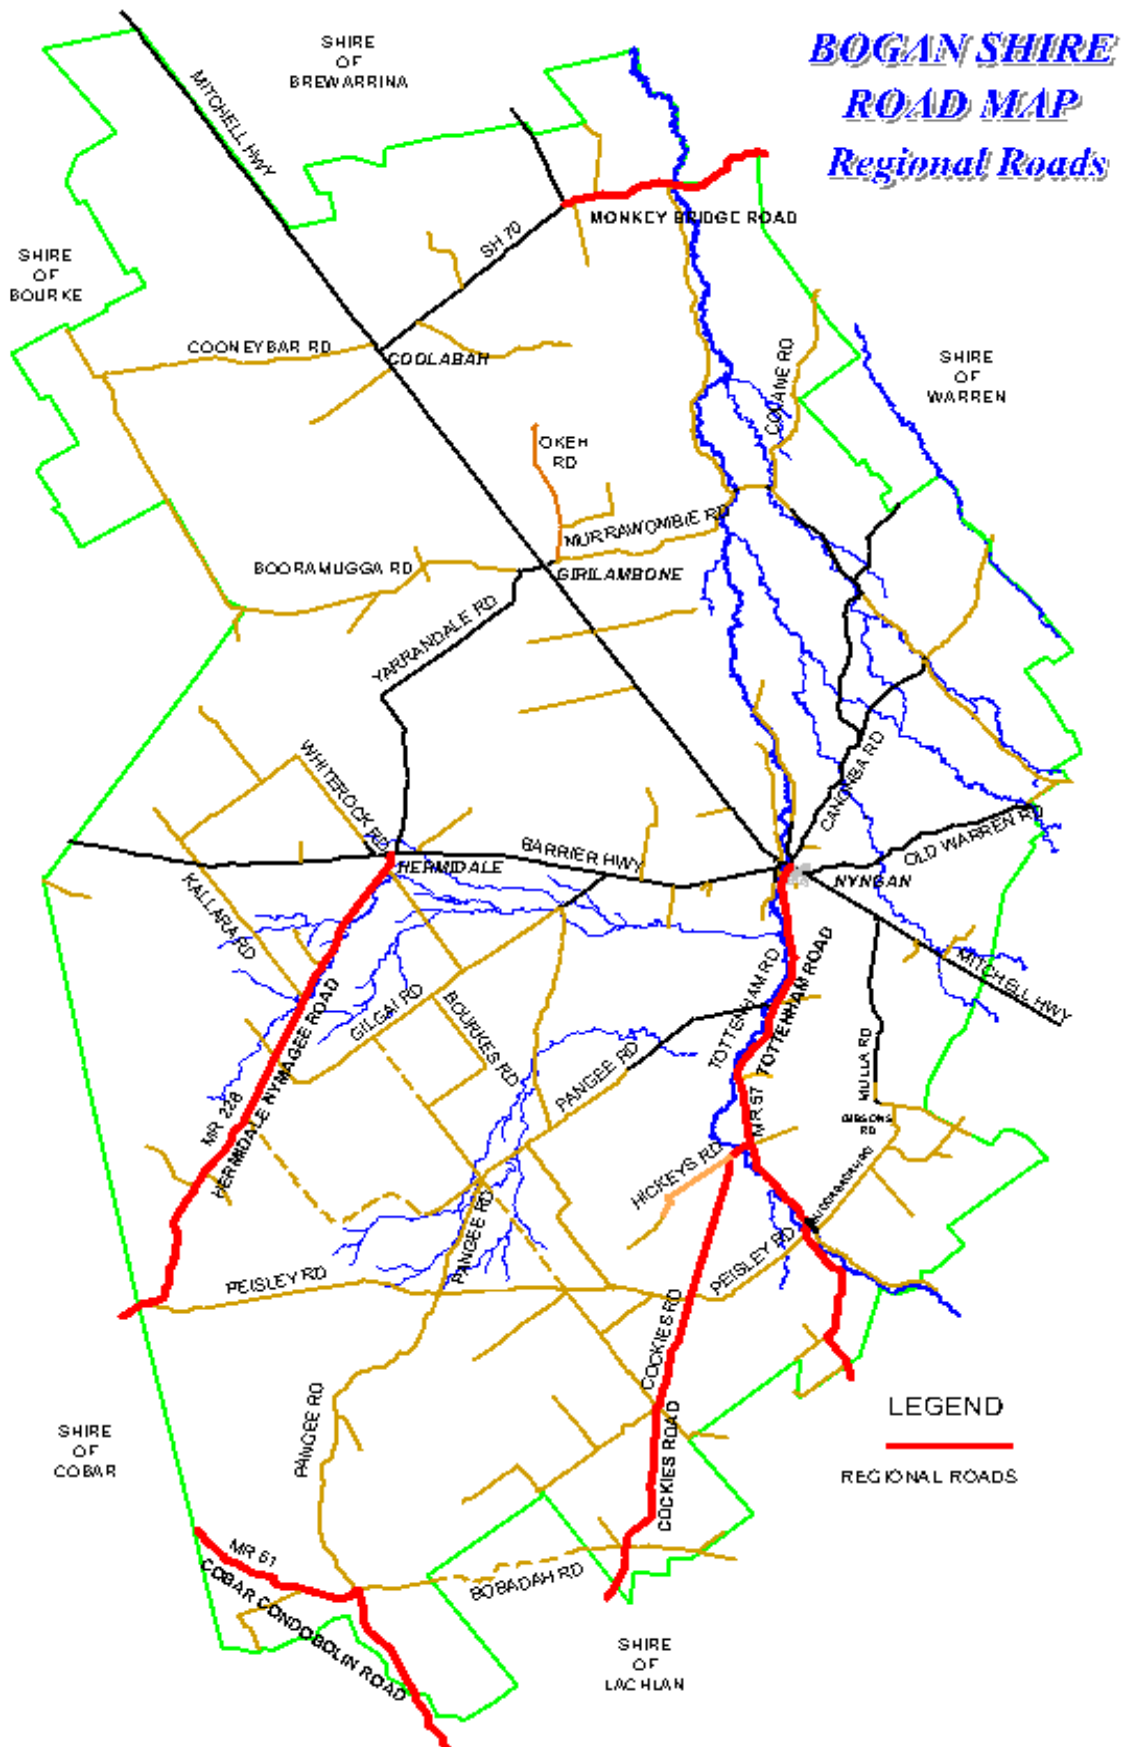 BOGAN SHIRE
ROAD MAP
Regional Roads
SHIRE
OF
BREWARRINA
MITCHELL HWY
MONKEY BRIDGE ROAD
SH 70
SHIRE
OF
BOURKE
COONEYBAR RD
COOLABAH
COOANE RD
SHIRE
OF
WARREN
OKEH
RD
MURRAWOMBIE RD
BOORAMUGGA RD
GIRILAMBONE
YARRANDALE RD
WHITEROCK RD
CANONBA RD
OLD WARREN RD
BARRIER HWY
HERMIDALE
NYNGAN
KALLARA RD
MITCHELL HWY
GILGAI RD
BOURKES RD
TOTTENHAM RD
TOTTENHAM ROAD
PANGEE RD
MULLA RD
MR 228
HERMIDALE NYMAGEE ROAD
MR 57
GIBSONS
RD
HICKEYS RD
PANGEE RD
PEISLEY RD
PEISLEY RD
COCKIES RD
PANGEE RD
COCKIES ROAD
LEGEND
REGIONAL ROADS
SHIRE
OF
COBAR
MR 61
COBAR CONDOBOLIN ROAD
BOBADAH RD
SHIRE
OF
LACHLAN